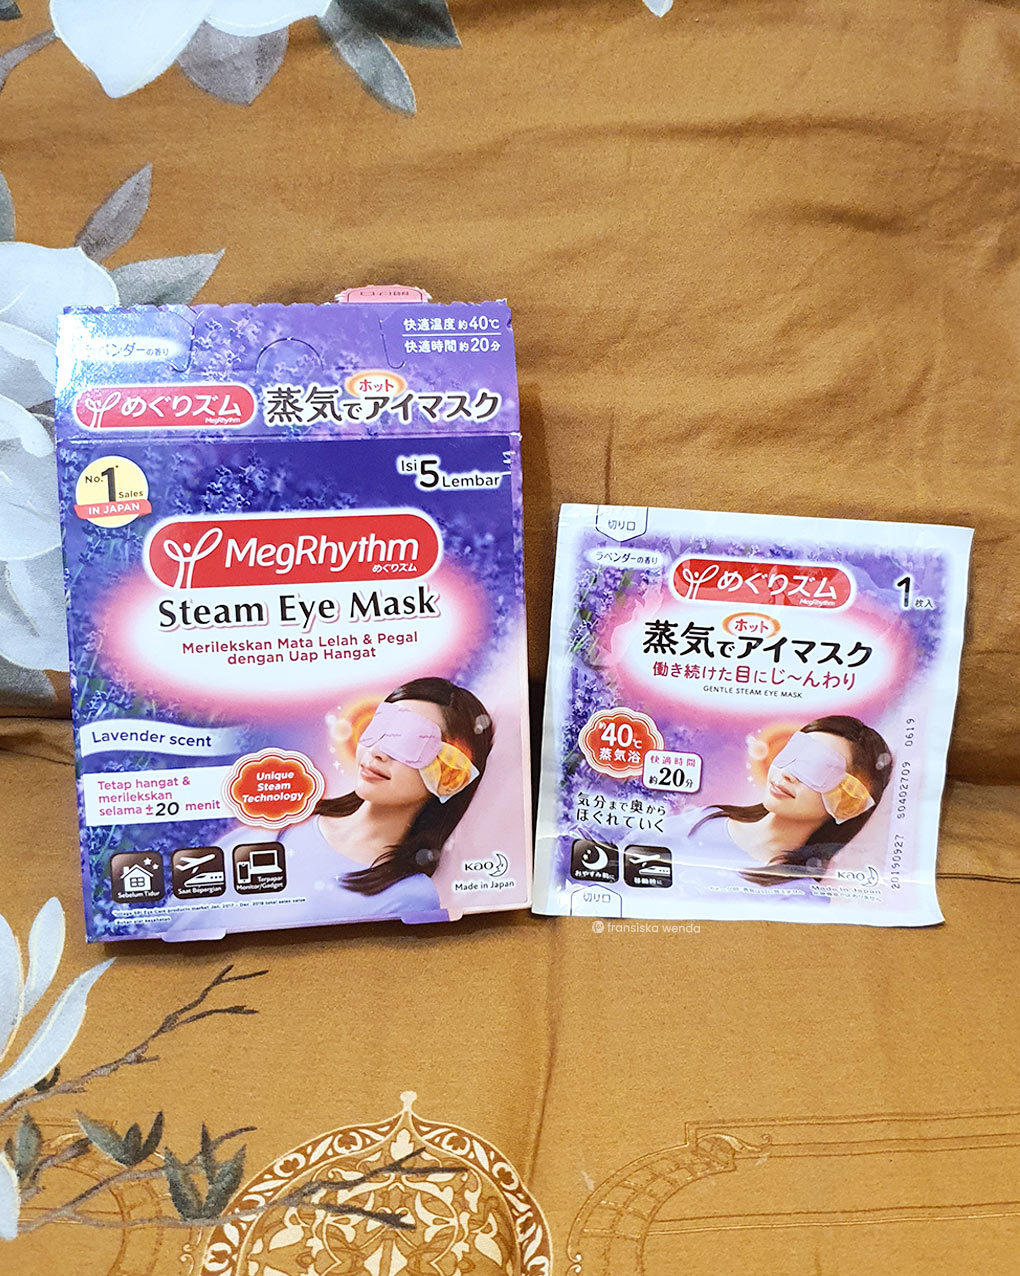 快適温度 約40℃
快適時間 約20分
ラベンダーの香り
めぐりズム
MegRhythm
ホット
蒸気でアイマスク
No.1*
Sales
IN JAPAN
Isi 5 Lembar
MegRhythm
めぐりズム
Steam Eye Mask
Merilekskan Mata Lelah & Pegal
dengan Uap Hangat
Lavender scent
Tetap hangat &
merilekskan
selama ±20 menit
Unique
Steam
Technology
Sebelum Tidur
Saat Bepergian
Terpapar
Monitor/Gadget
Kao
Made in Japan
Bukan alat kesehatan
切り口
ラベンダーの香り
めぐりズム
MegRhythm
1枚入
ホット
蒸気でアイマスク
働き続けた目にじ〜んわり
GENTLE STEAM EYE MASK
約40℃
蒸気浴
快適時間
約20分
気分まで奥から
ほぐれていく
おやすみ前に
移動時に
Kao
Made in Japan
切り口
20190927 S0402709 0619
fransiska wenda